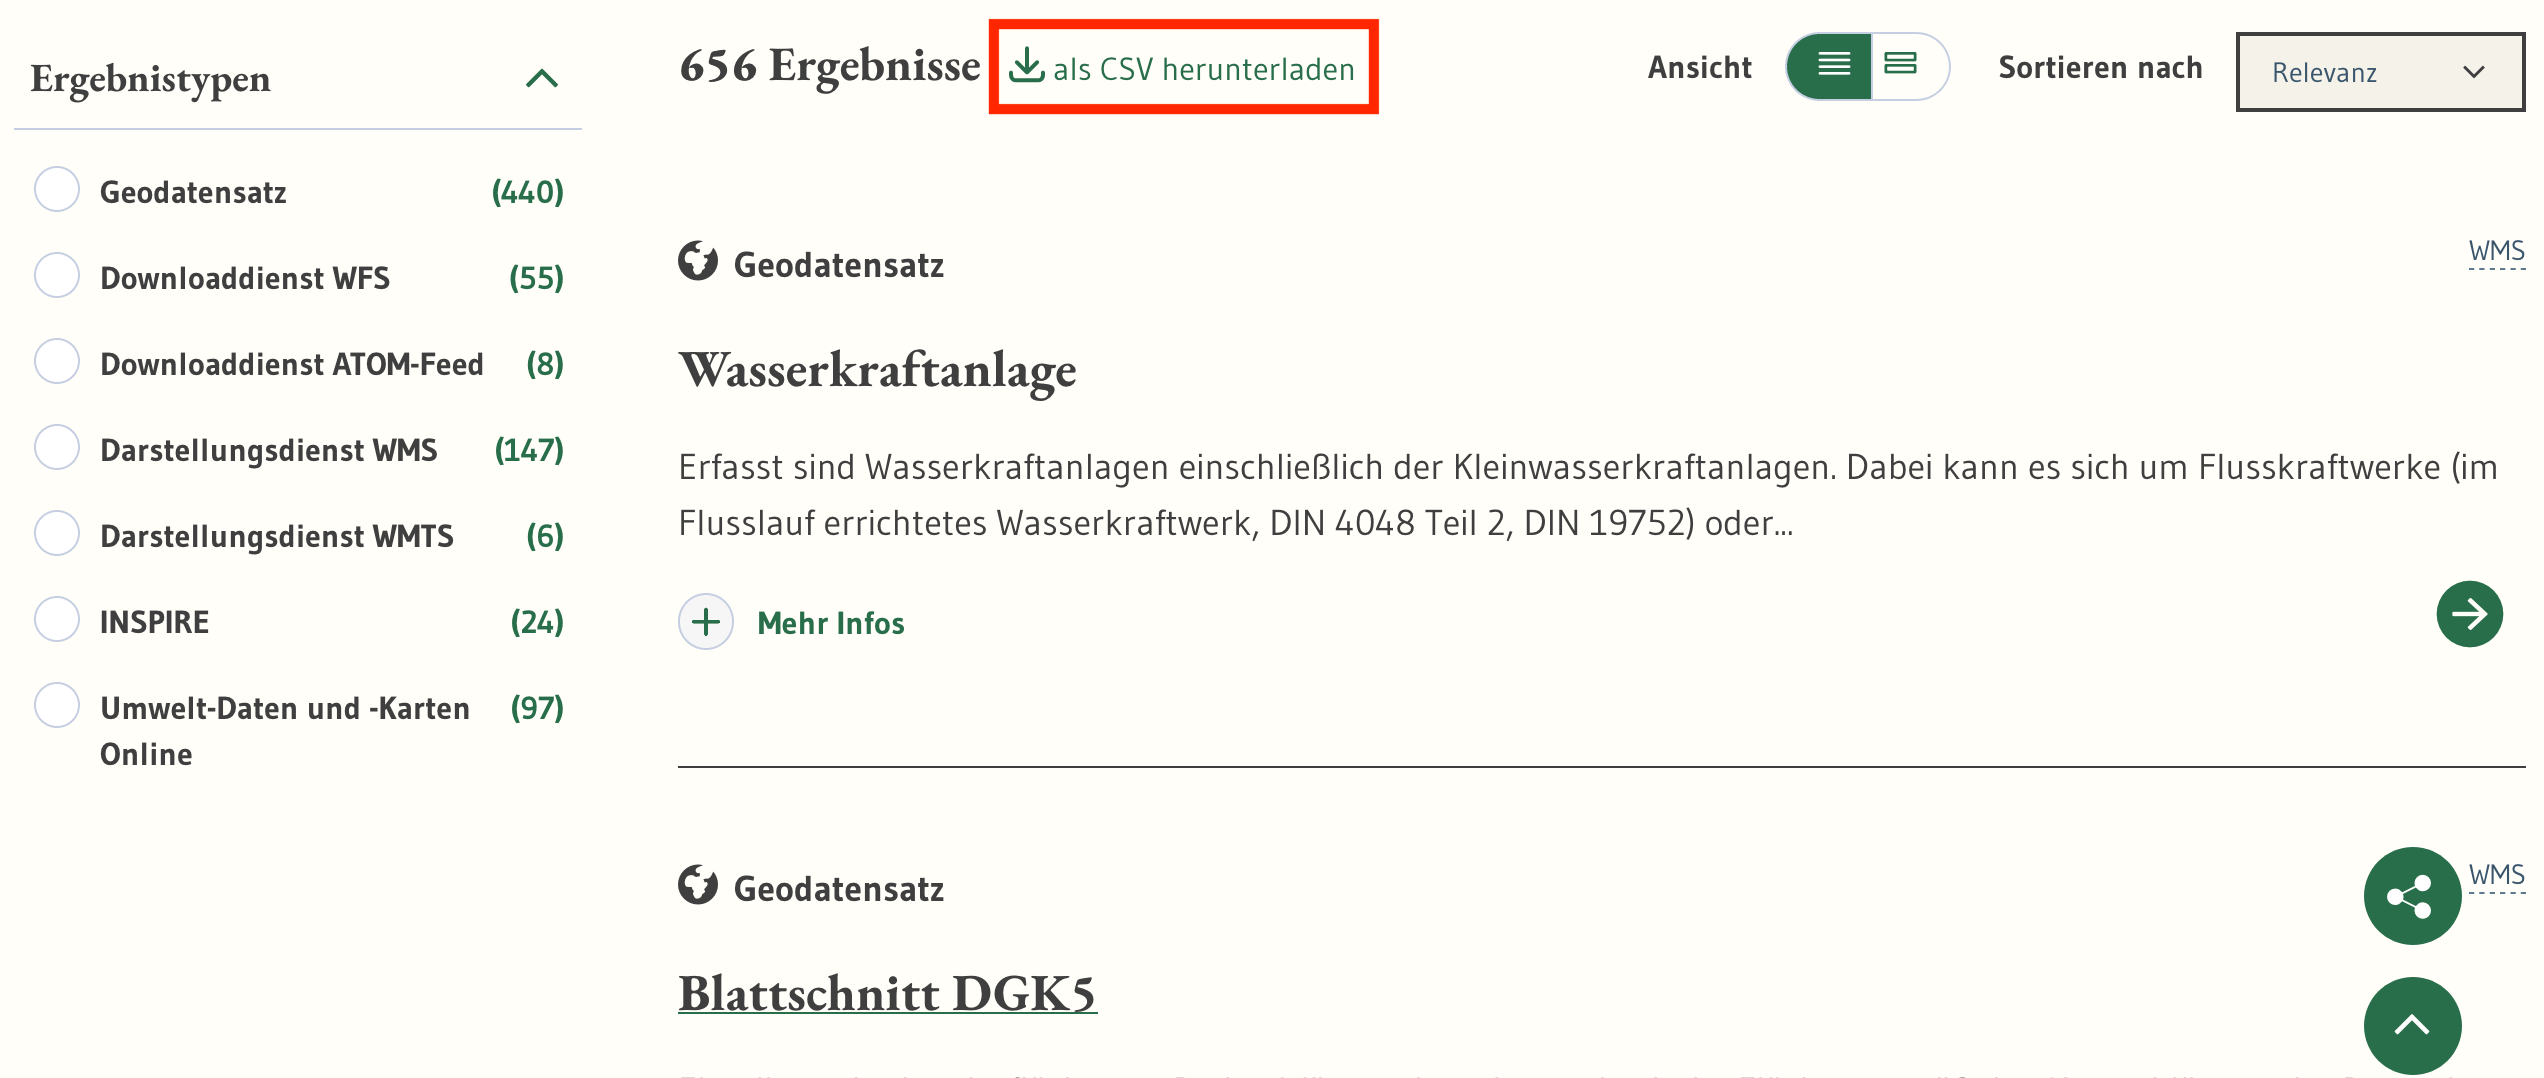 Ergebnistypen
Geodatensatz (440)
Downloaddienst WFS (55)
Downloaddienst ATOM-Feed (8)
Darstellungsdienst WMS (147)
Darstellungsdienst WMTS (6)
INSPIRE (24)
Umwelt-Daten und -Karten (97)
Online
656 Ergebnisse als CSV herunterladen
Ansicht
Sortieren nach
Relevanz
Geodatensatz
WMS
Wasserkraftanlage
Erfasst sind Wasserkraftanlagen einschließlich der Kleinwasserkraftanlagen. Dabei kann es sich um Flusskraftwerke (im
Flusslauf errichtetes Wasserkraftwerk, DIN 4048 Teil 2, DIN 19752) oder...
Mehr Infos
Geodatensatz
WMS
Blattschnitt DGK5